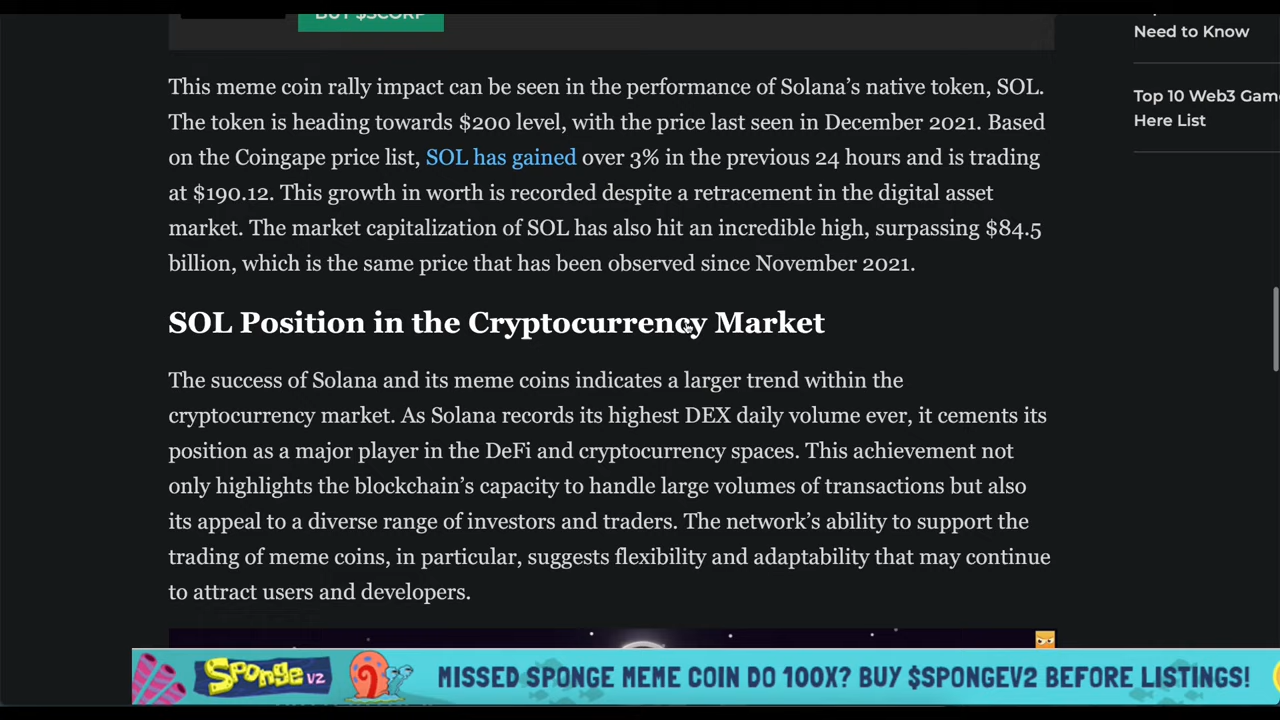 BUY $SCORP
Need to Know
This meme coin rally impact can be seen in the performance of Solana’s native token, SOL.
The token is heading towards $200 level, with the price last seen in December 2021. Based
on the Coingape price list, SOL has gained over 3% in the previous 24 hours and is trading
at $190.12. This growth in worth is recorded despite a retracement in the digital asset
market. The market capitalization of SOL has also hit an incredible high, surpassing $84.5
billion, which is the same price that has been observed since November 2021.
Top 10 Web3 Gam
Here List
SOL Position in the Cryptocurrency Market
The success of Solana and its meme coins indicates a larger trend within the
cryptocurrency market. As Solana records its highest DEX daily volume ever, it cements its
position as a major player in the DeFi and cryptocurrency spaces. This achievement not
only highlights the blockchain’s capacity to handle large volumes of transactions but also
its appeal to a diverse range of investors and traders. The network’s ability to support the
trading of meme coins, in particular, suggests flexibility and adaptability that may continue
to attract users and developers.
Sponge V2
MISSED SPONGE MEME COIN DO 100X? BUY $SPONGEV2 BEFORE LISTINGS!